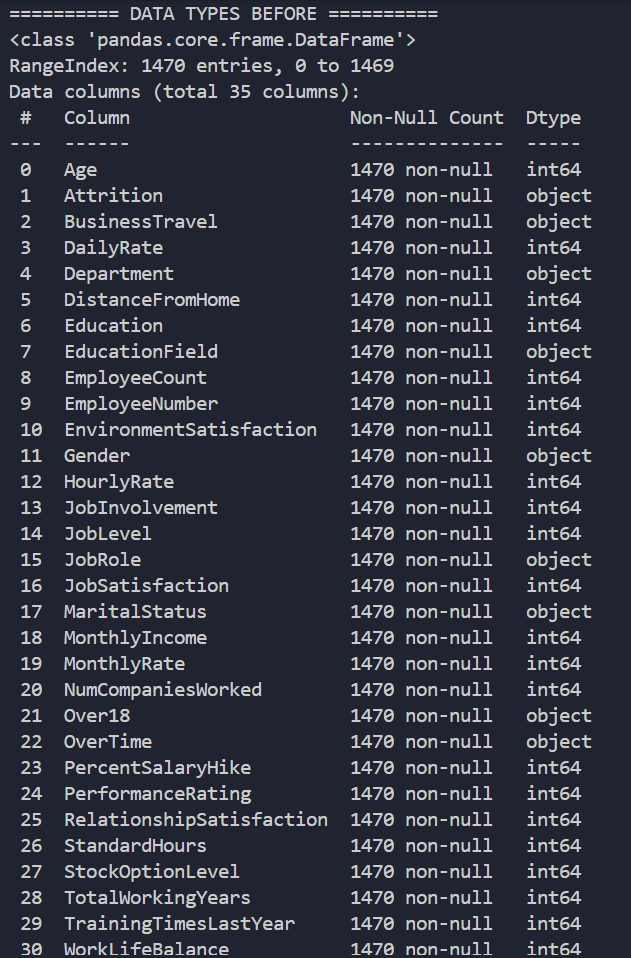 ========== DATA TYPES BEFORE ==========
<class 'pandas.core.frame.DataFrame'>
RangeIndex: 1470 entries, 0 to 1469
Data columns (total 35 columns):
 #   Column                    Non-Null Count  Dtype
---  ------                    --------------  -----
 0   Age                       1470 non-null   int64
 1   Attrition                 1470 non-null   object
 2   BusinessTravel            1470 non-null   object
 3   DailyRate                 1470 non-null   int64
 4   Department                1470 non-null   object
 5   DistanceFromHome          1470 non-null   int64
 6   Education                 1470 non-null   int64
 7   EducationField            1470 non-null   object
 8   EmployeeCount             1470 non-null   int64
 9   EmployeeNumber            1470 non-null   int64
 10  EnvironmentSatisfaction   1470 non-null   int64
 11  Gender                    1470 non-null   object
 12  HourlyRate                1470 non-null   int64
 13  JobInvolvement            1470 non-null   int64
 14  JobLevel                  1470 non-null   int64
 15  JobRole                   1470 non-null   object
 16  JobSatisfaction           1470 non-null   int64
 17  MaritalStatus             1470 non-null   object
 18  MonthlyIncome             1470 non-null   int64
 19  MonthlyRate               1470 non-null   int64
 20  NumCompaniesWorked        1470 non-null   int64
 21  Over18                    1470 non-null   object
 22  OverTime                  1470 non-null   object
 23  PercentSalaryHike         1470 non-null   int64
 24  PerformanceRating         1470 non-null   int64
 25  RelationshipSatisfaction  1470 non-null   int64
 26  StandardHours             1470 non-null   int64
 27  StockOptionLevel          1470 non-null   int64
 28  TotalWorkingYears         1470 non-null   int64
 29  TrainingTimesLastYear     1470 non-null   int64
 30  WorkLifeBalance           1470 non-null   int64